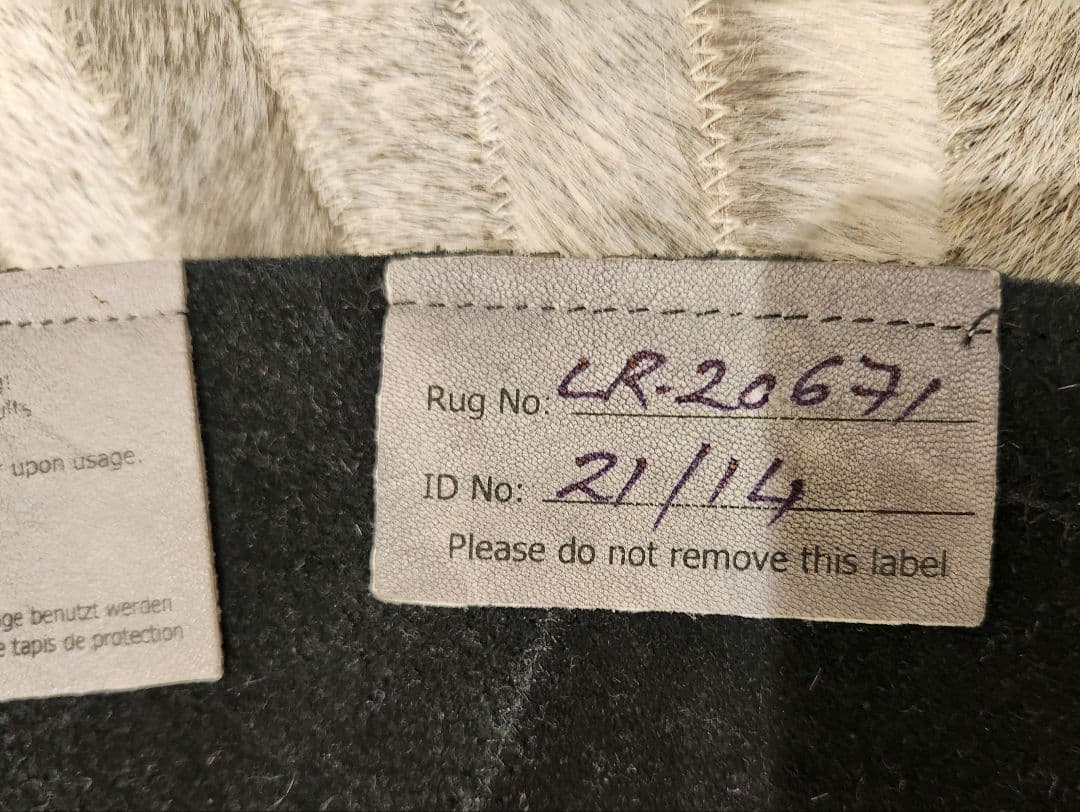 upon usage.
ge benutzt werden
tapis de protection
Rug No: LR-20671
ID No: 21/14
Please do not remove this label